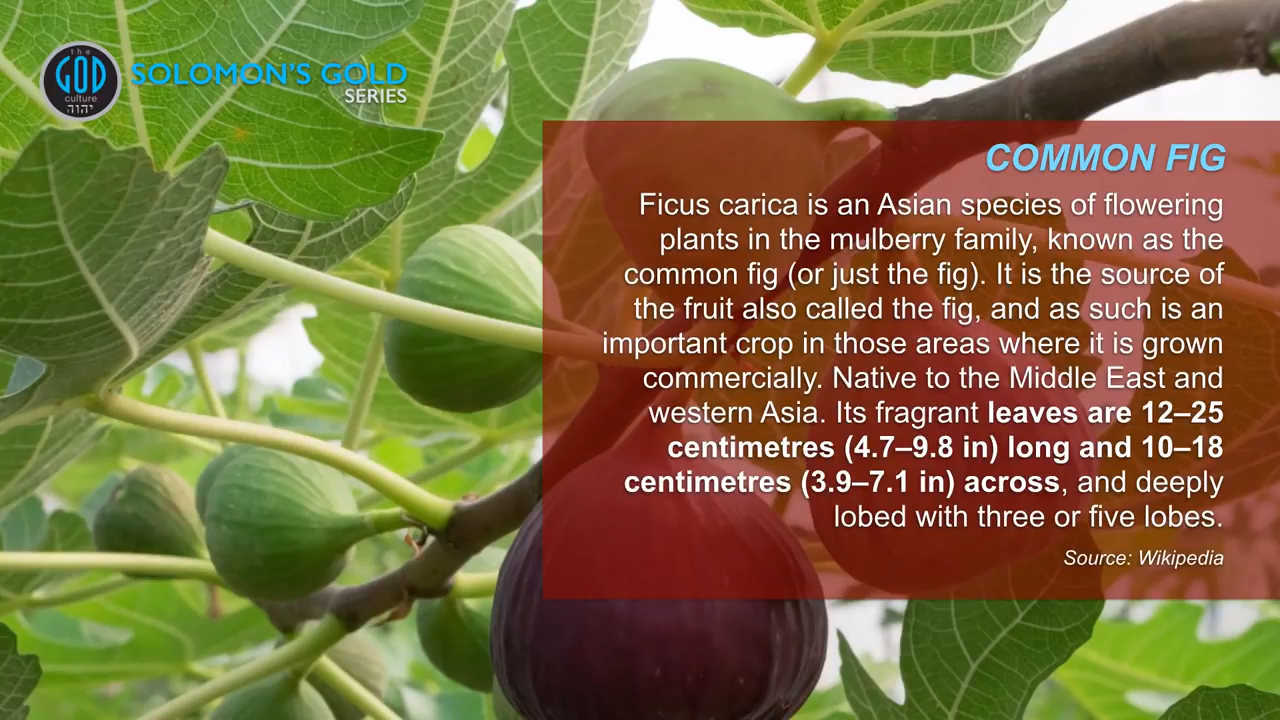 the
GOD
culture
יהוה
SOLOMON'S GOLD
SERIES
COMMON FIG
Ficus carica is an Asian species of flowering
plants in the mulberry family, known as the
common fig (or just the fig). It is the source of
the fruit also called the fig, and as such is an
important crop in those areas where it is grown
commercially. Native to the Middle East and
western Asia. Its fragrant leaves are 12–25
centimetres (4.7–9.8 in) long and 10–18
centimetres (3.9–7.1 in) across, and deeply
lobed with three or five lobes.
Source: Wikipedia